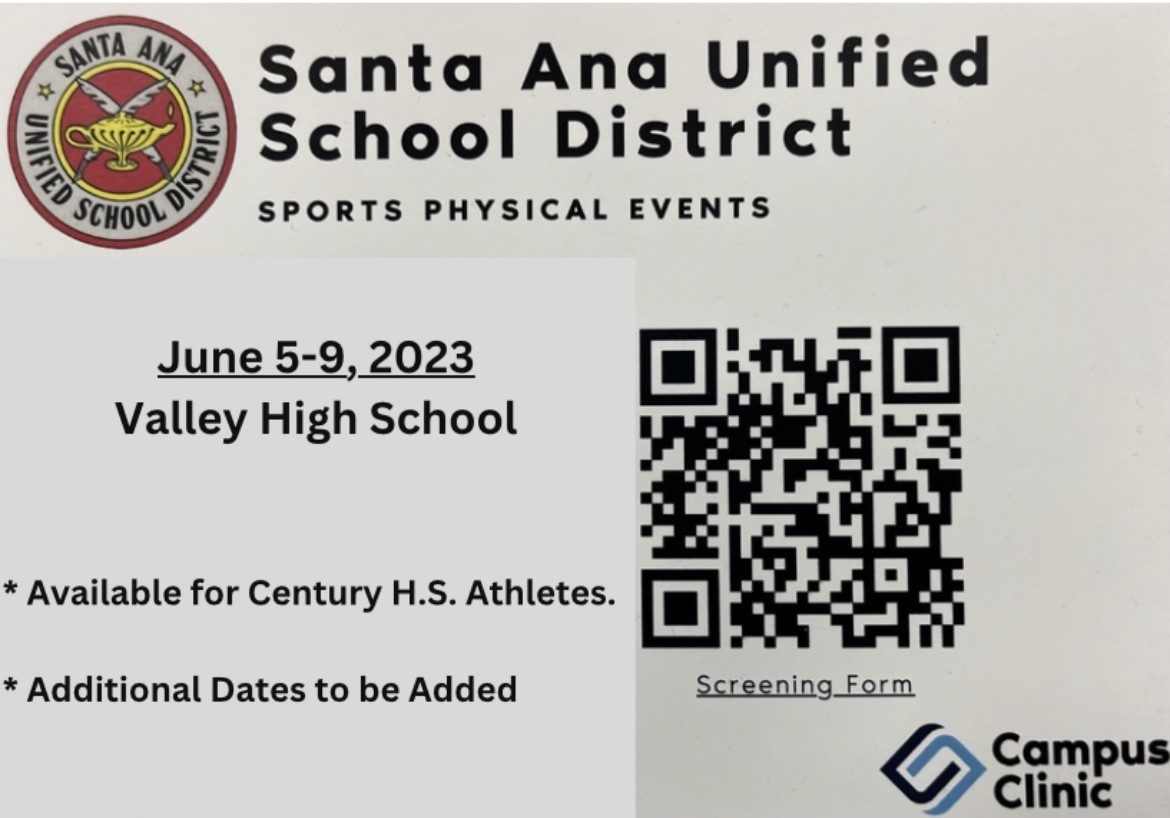 SANTA ANA
UNIFIED SCHOOL DISTRICT
Santa Ana Unified
School District
SPORTS PHYSICAL EVENTS
June 5-9, 2023
Valley High School
* Available for Century H.S. Athletes.
* Additional Dates to be Added
Screening Form
Campus
Clinic